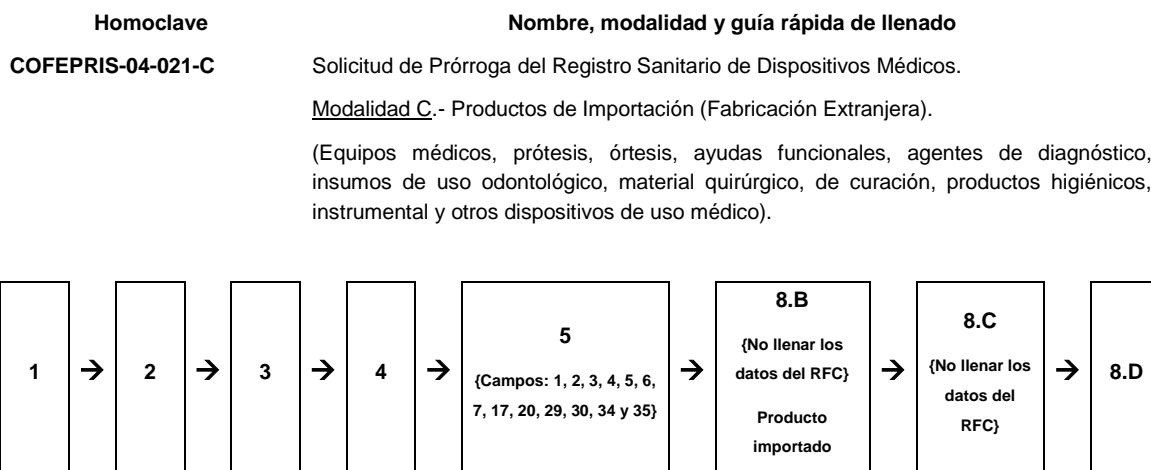 Homoclave Nombre, modalidad y guía rápida de llenado
COFEPRIS-04-021-C Solicitud de Prórroga del Registro Sanitario de Dispositivos Médicos.
Modalidad C.- Productos de Importación (Fabricación Extranjera).
(Equipos médicos, prótesis, órtesis, ayudas funcionales, agentes de diagnóstico,
insumos de uso odontológico, material quirúrgico, de curación, productos higiénicos,
instrumental y otros dispositivos de uso médico).
1 → 2 → 3 → 4 →
5
{Campos: 1, 2, 3, 4, 5, 6,
7, 17, 20, 29, 30, 34 y 35}
→
8.B
{No llenar los
datos del RFC}
Producto
importado
→
8.C
{No llenar los
datos del
RFC}
→
8.D